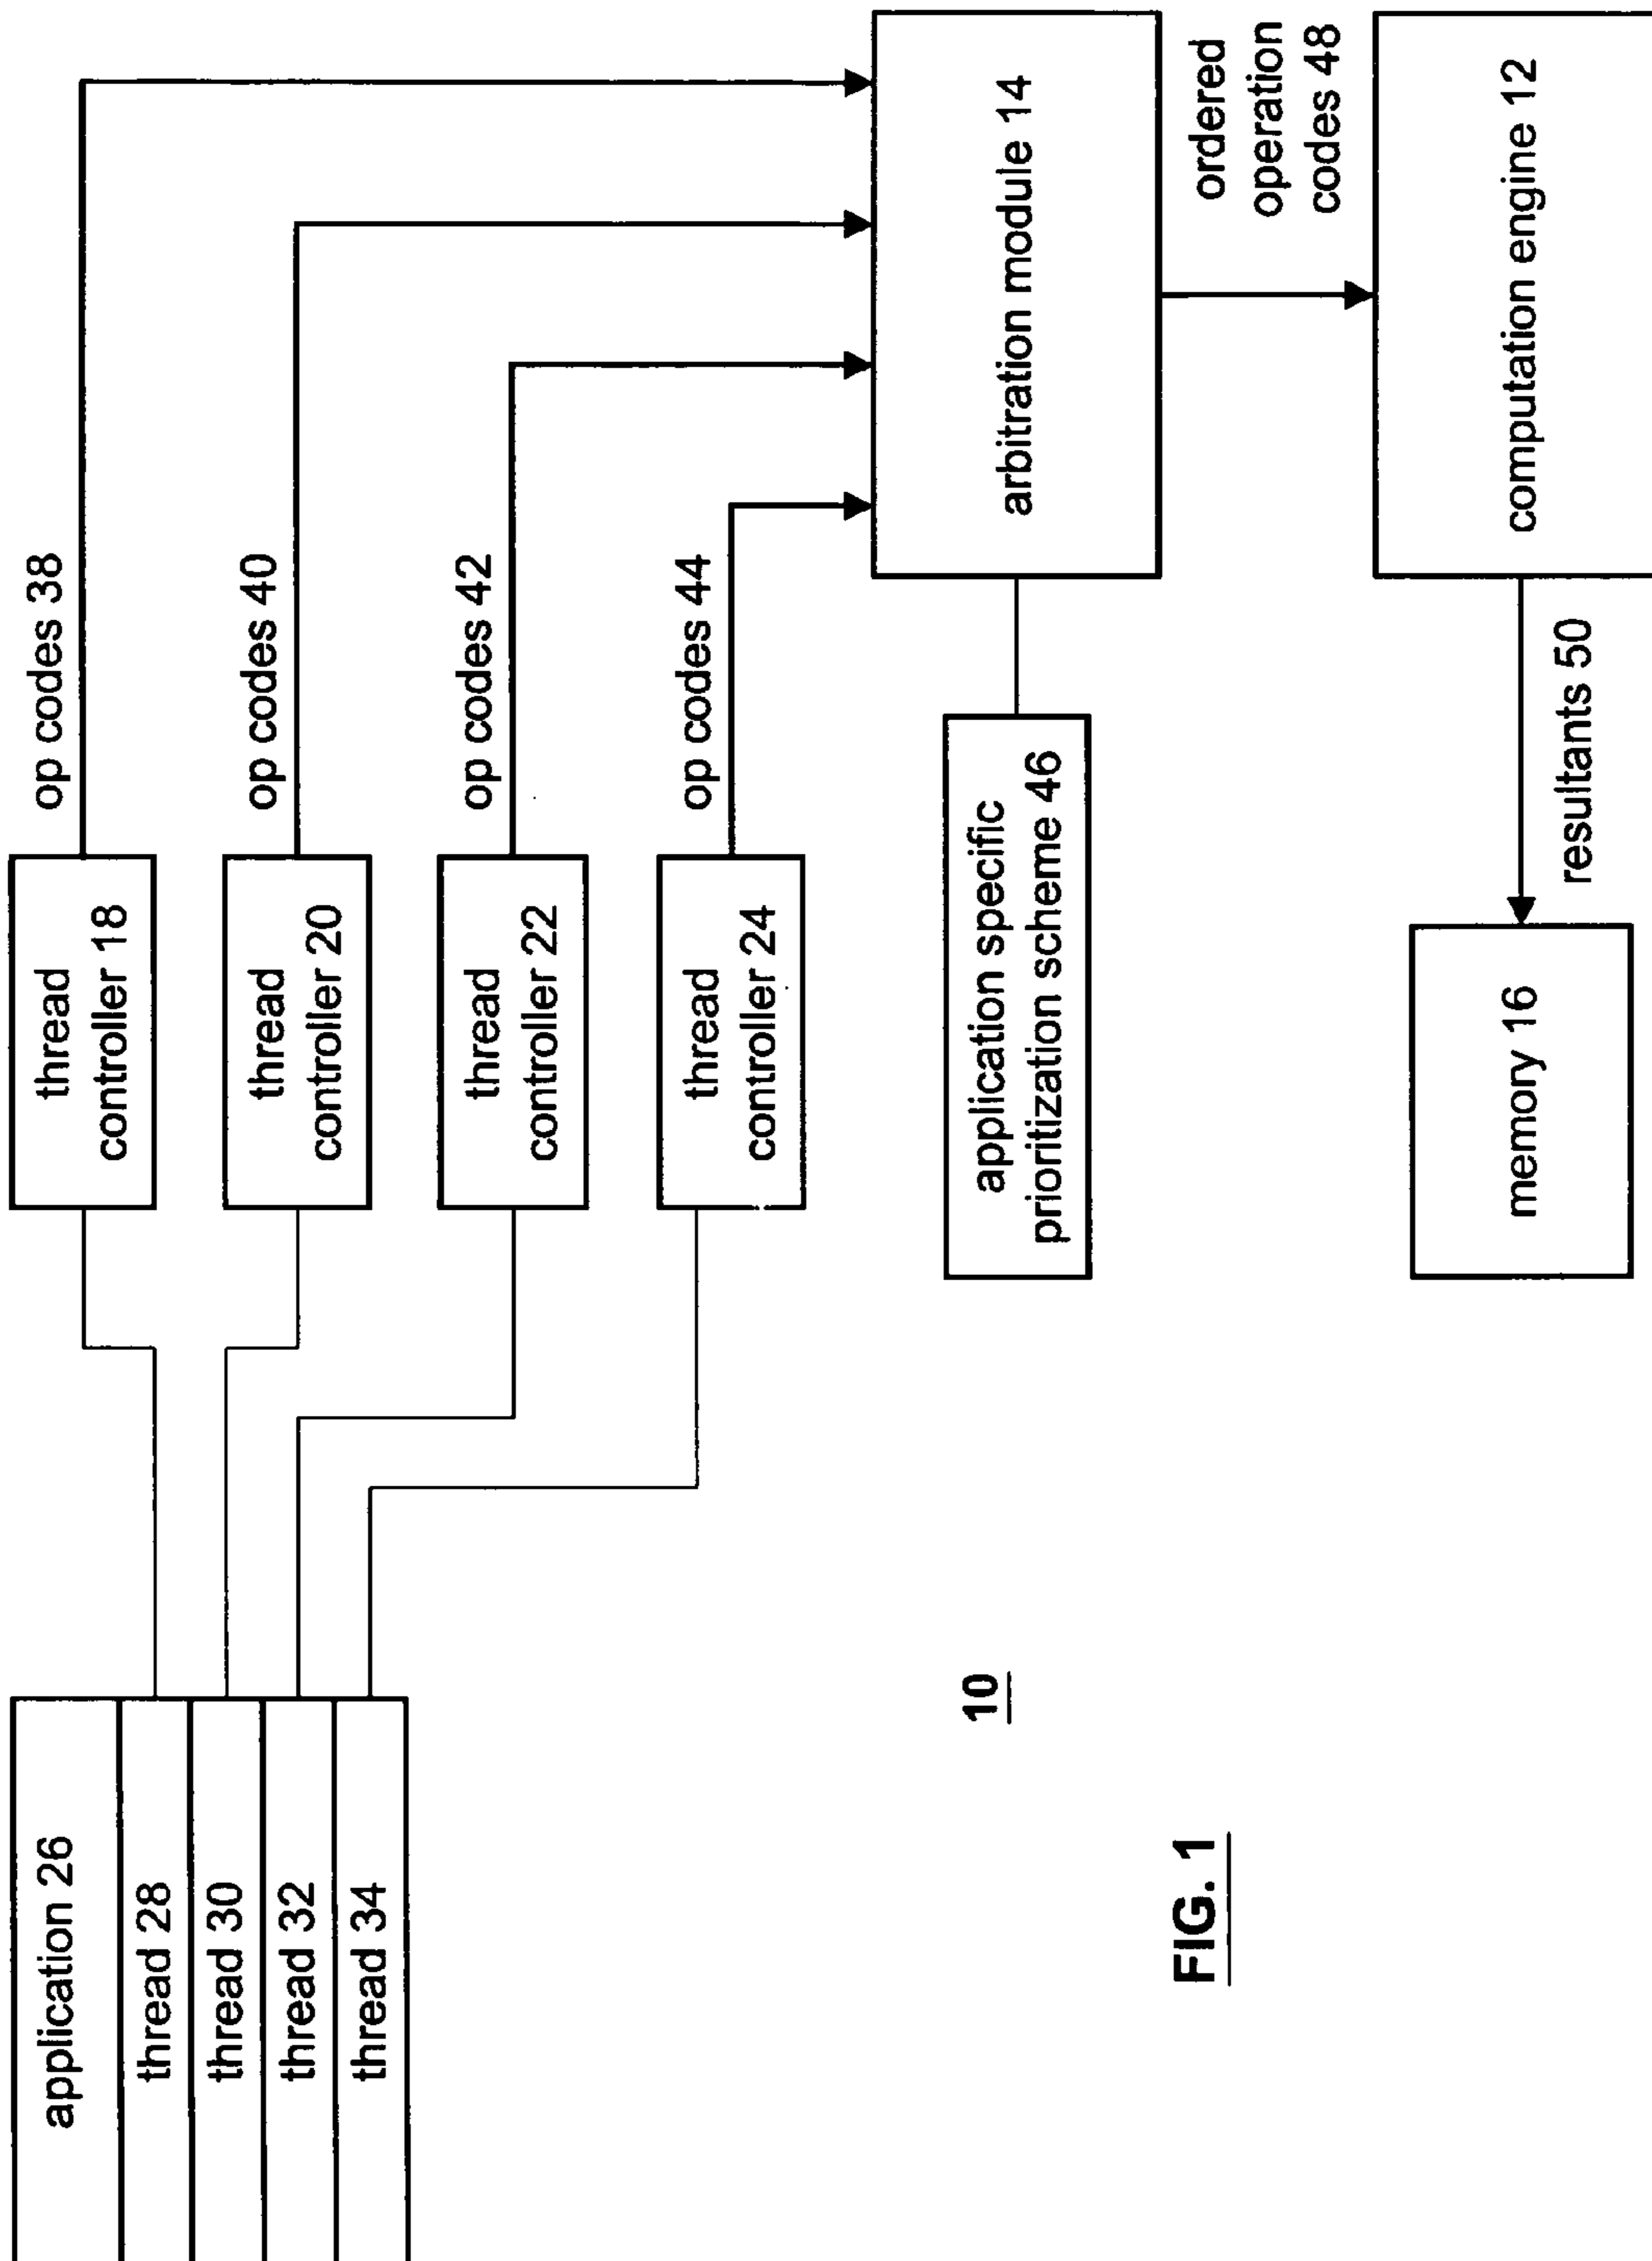 application 26
thread 28
thread 30
thread 32
thread 34
thread
controller 18
thread
controller 20
thread
controller 22
thread
controller 24
op codes 38
op codes 40
op codes 42
op codes 44
application specific
prioritization scheme 46
arbitration module 14
ordered
operation
codes 48
computation engine 12
resultants 50
memory 16
10
FIG. 1